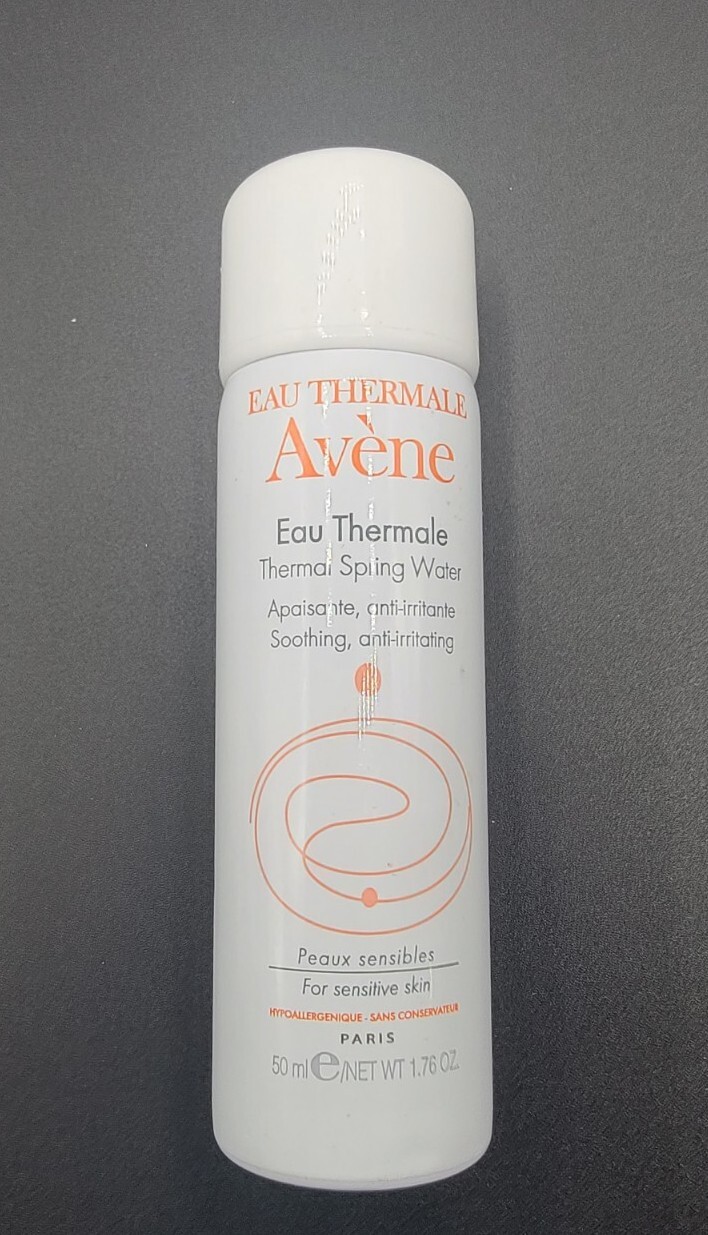 EAU THERMALE
Avène
Eau Thermale
Thermal Spring Water
Apaisante, anti-irritante
Soothing, anti-irritating
Peaux sensibles
For sensitive skin
HYPOALLERGENIQUE - SANS CONSERVATEUR
PARIS
50 ml e/NET WT 1.76 OZ.